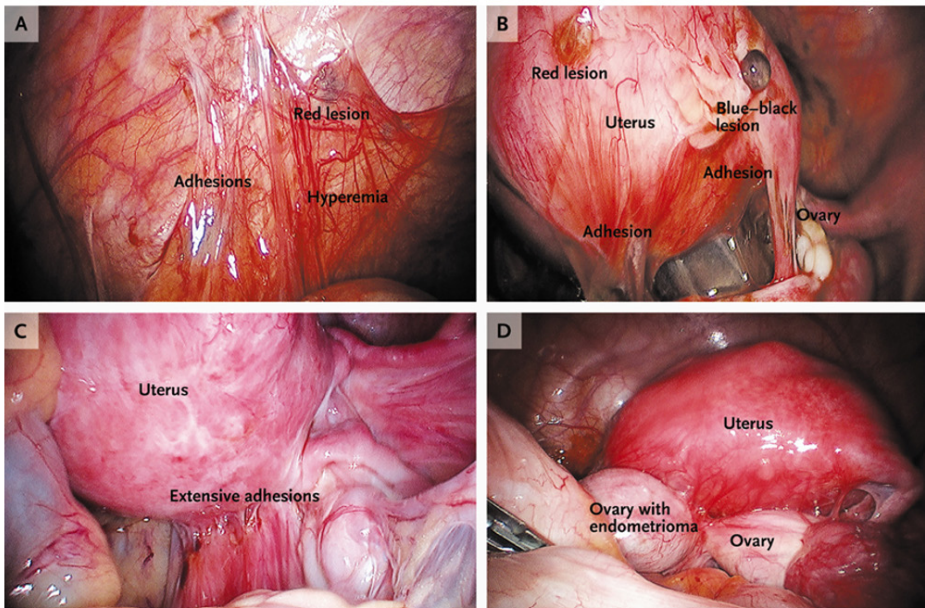 A
Red lesion
Adhesions
Hyperemia
B
Red lesion
Uterus
Blue–black
lesion
Adhesion
Ovary
Adhesion
C
Uterus
Extensive adhesions
D
Uterus
Ovary with
endometrioma
Ovary